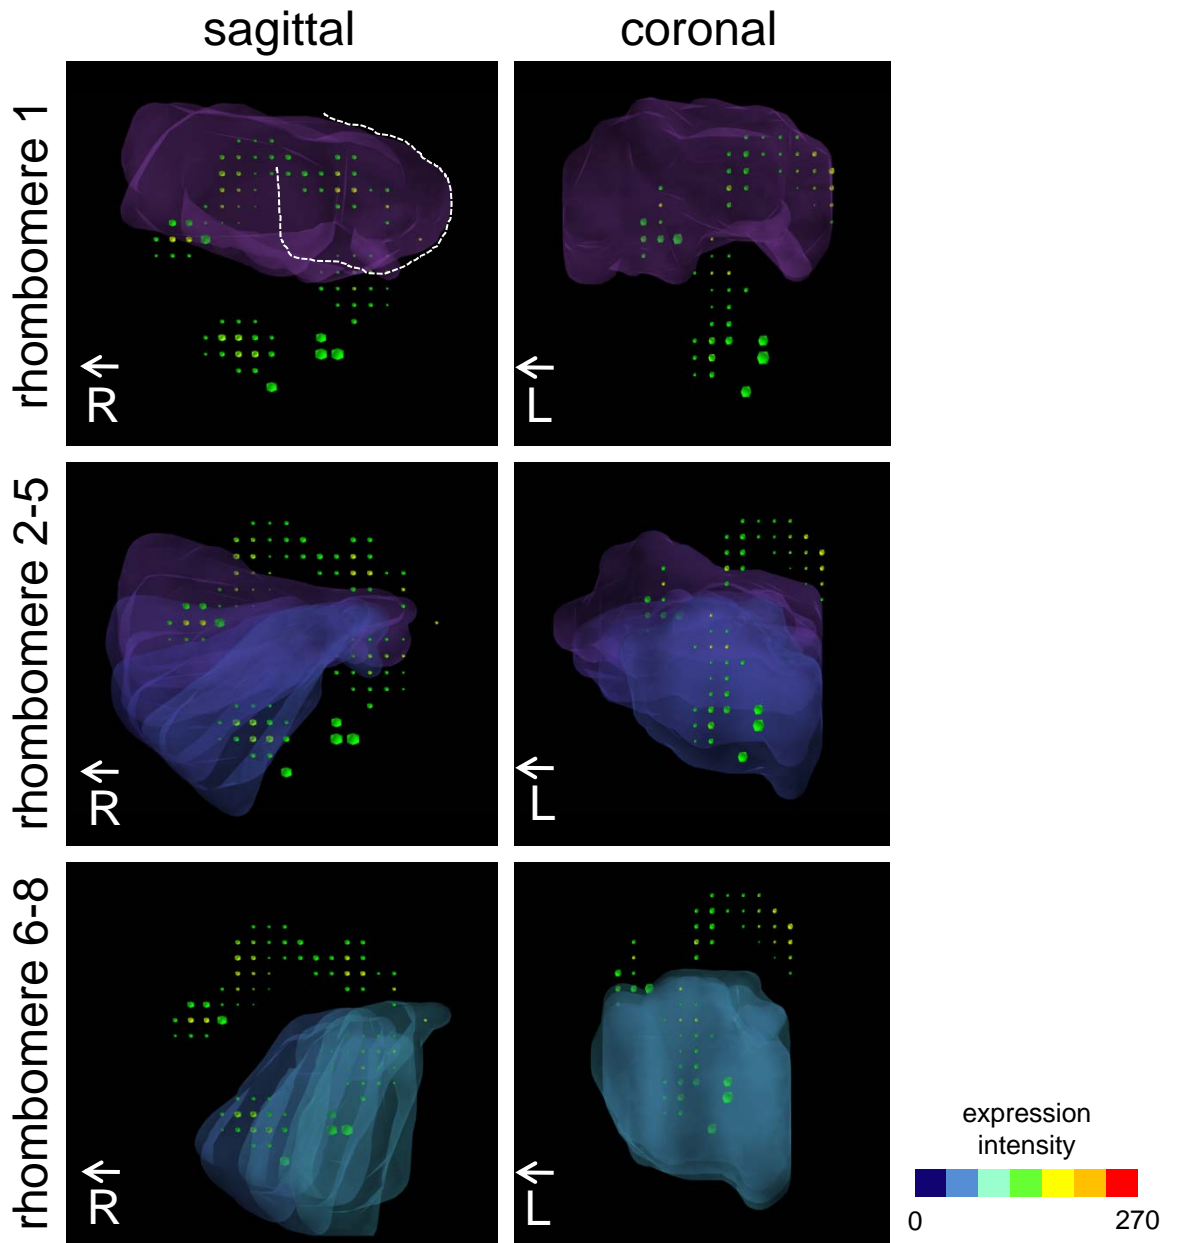 sagittal
coronal
rhombomere 1
R
L
rhombomere 2-5
R
L
rhombomere 6-8
R
L
expression
intensity
0
270